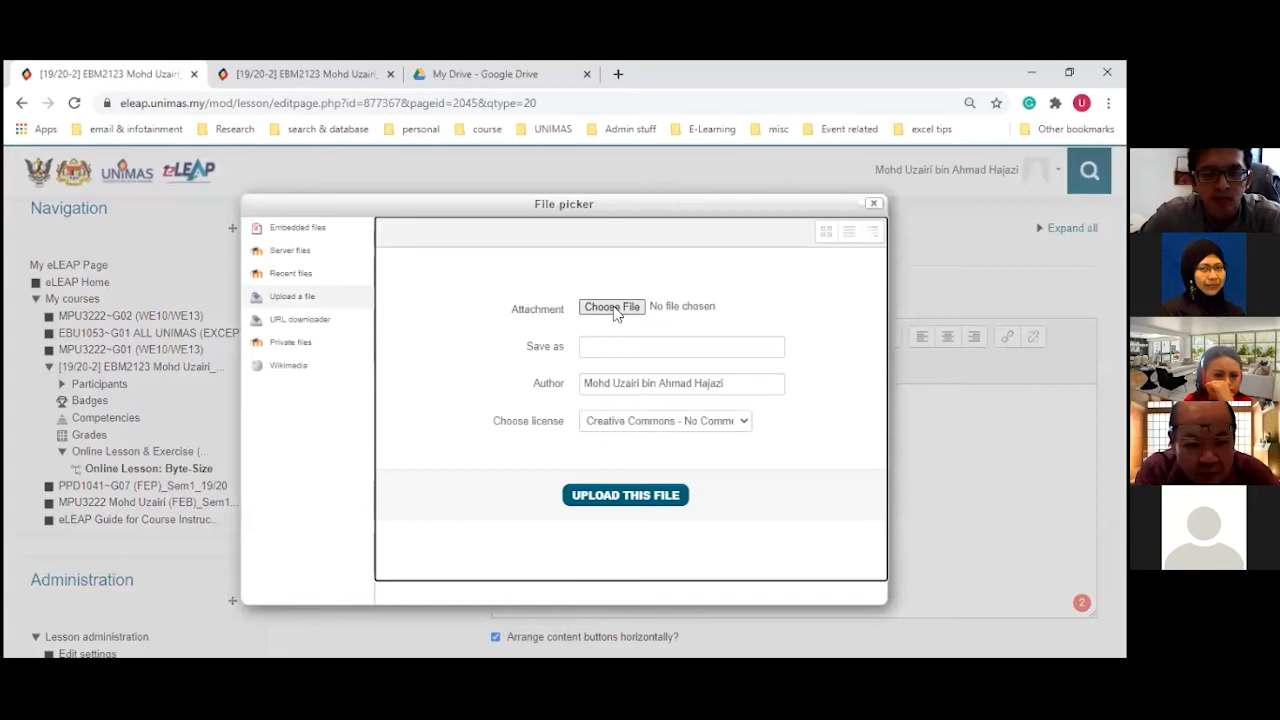 [19/20-2] EBM2123 Mohd Uzairi
[19/20-2] EBM2123 Mohd Uzairi
My Drive - Google Drive
eleap.unimas.my/mod/lesson/editpage.php?id=877367&pageid=2045&qtype=20
U
Apps email & infotainment Research search & database personal course UNIMAS Admin stuff E-Learning misc Event related excel tips Other bookmarks
UNIMAS eLEAP
Mohd Uzairi bin Ahmad Hajazi
Navigation
Expand all
My eLEAP Page
eLEAP Home
My courses
MPU3222~G02 (WE10/WE13)
EBU1053~G01 ALL UNIMAS (EXCEP
MPU3222~G01 (WE10/WE13)
[19/20-2] EBM2123 Mohd Uzairi_...
Participants
Badges
Competencies
Grades
Online Lesson & Exercise (...
Online Lesson: Byte-Size
PPD1041~G07 (FEP)_Sem1_19/20
MPU3222 Mohd Uzairi (FEB)_Sem1...
eLEAP Guide for Course Instruc...
Administration
Lesson administration
Edit settings
File picker
Embedded files
Server files
Recent files
Upload a file
URL downloader
Private files
Wikimedia
Attachment Choose File No file chosen
Save as
Author Mohd Uzairi bin Ahmad Hajazi
Choose license Creative Commons - No Comme
UPLOAD THIS FILE
2
Arrange content buttons horizontally?